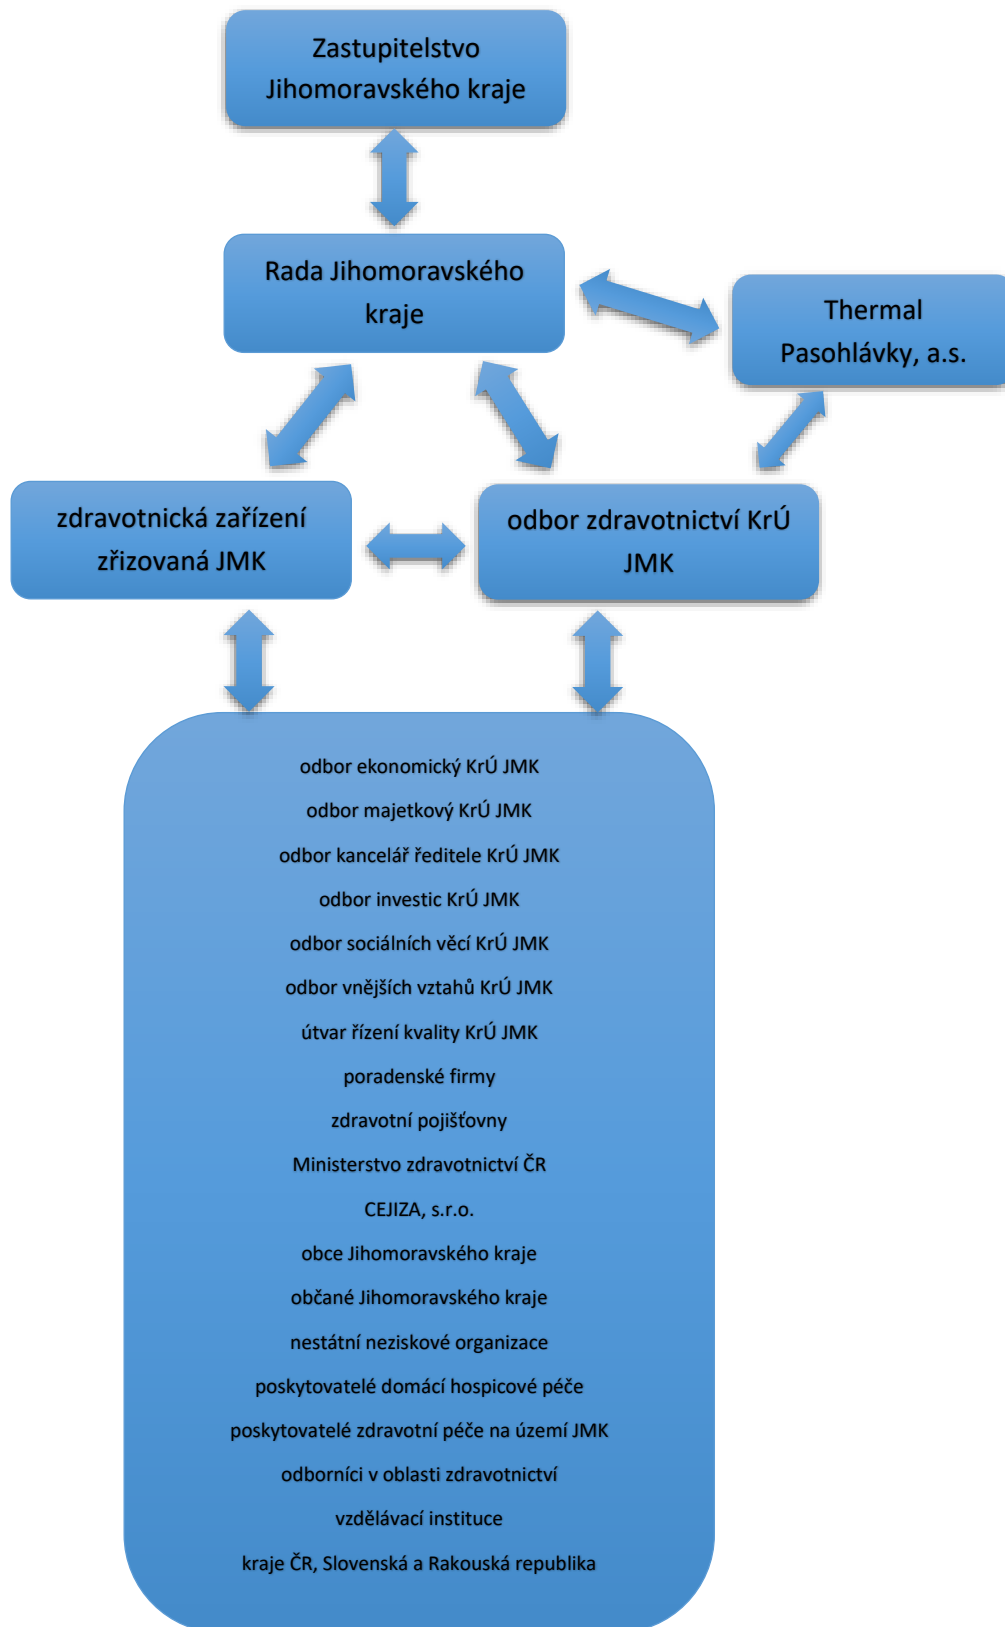 Zastupitelstvo
Jihomoravského kraje
Rada Jihomoravského
kraje
Thermal
Pasohlávky, a.s.
zdravotnická zařízení
zřizovaná JMK
odbor zdravotnictví KrÚ
JMK
odbor ekonomický KrÚ JMK
odbor majetkový KrÚ JMK
odbor kancelář ředitele KrÚ JMK
odbor investic KrÚ JMK
odbor sociálních věcí KrÚ JMK
odbor vnějších vztahů KrÚ JMK
útvar řízení kvality KrÚ JMK
poradenské firmy
zdravotní pojišťovny
Ministerstvo zdravotnictví ČR
CEJIZA, s.r.o.
obce Jihomoravského kraje
občané Jihomoravského kraje
nestátní neziskové organizace
poskytovatelé domácí hospicové péče
poskytovatelé zdravotní péče na území JMK
odborníci v oblasti zdravotnictví
vzdělávací instituce
kraje ČR, Slovenská a Rakouská republika